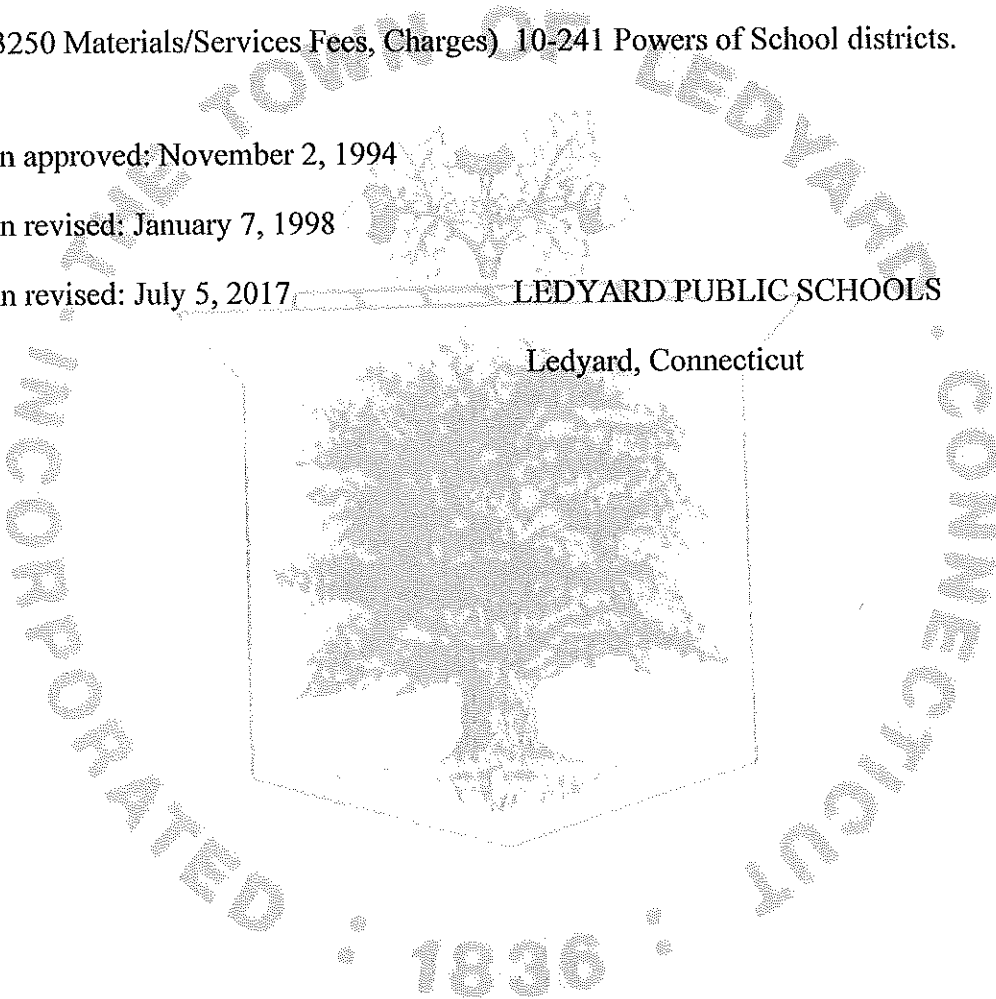 3250 Materials/Services Fees, Charges) 10-241 Powers of School districts.
n approved: November 2, 1994
n revised: January 7, 1998
n revised: July 5, 2017
LEDYARD PUBLIC SCHOOLS
Ledyard, Connecticut
THE TOWN OF LEDYARD · CONNECTICUT
INCORPORATED : 1836 :